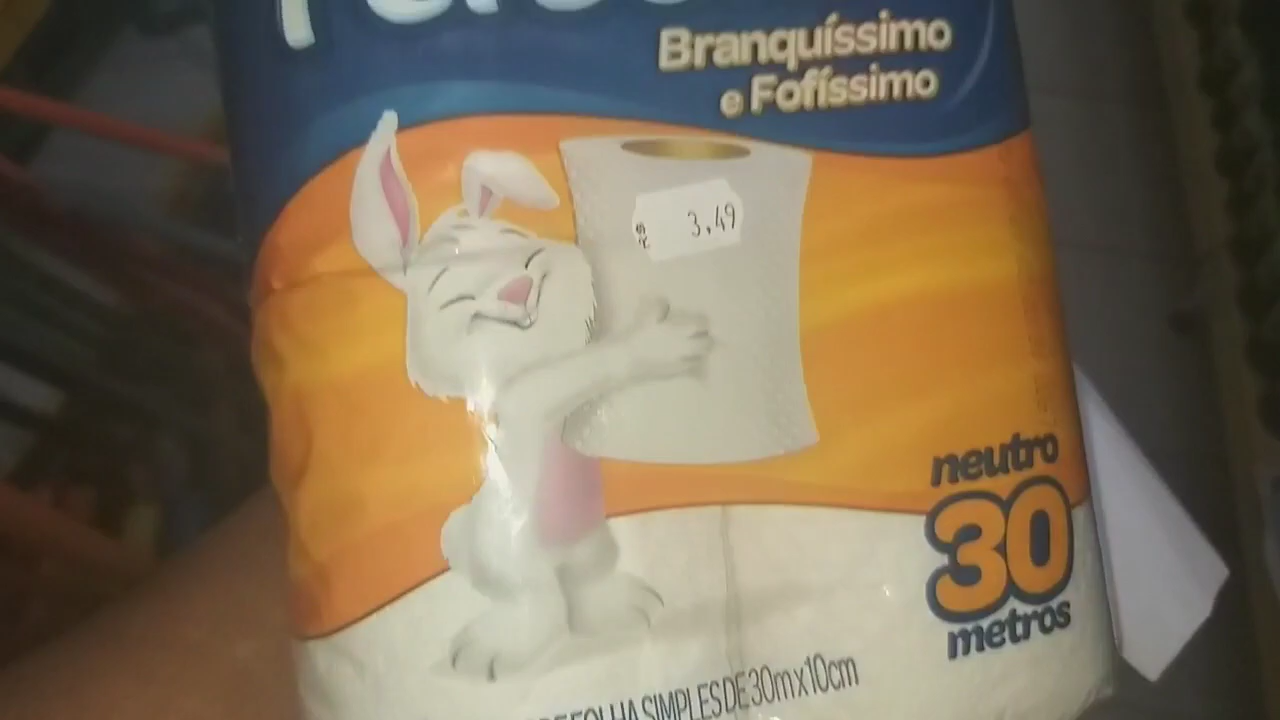 Branquíssimo
e Fofíssimo
R$ 3,49
neutro
30
metros
FOLHA SIMPLES DE 30m x 10cm